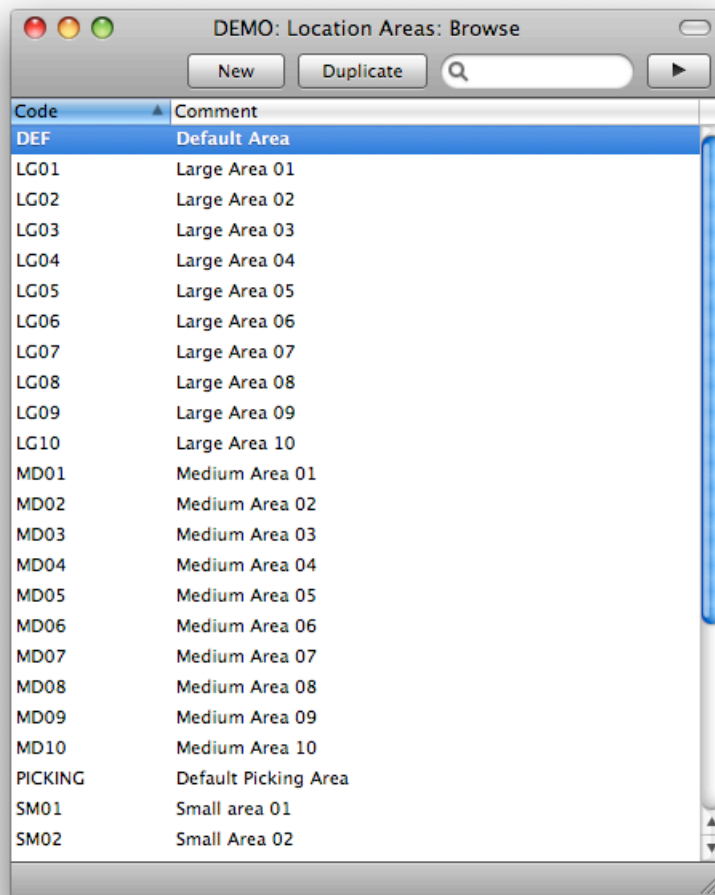 DEMO: Location Areas: Browse
New Duplicate
Code Comment
DEF Default Area
LG01 Large Area 01
LG02 Large Area 02
LG03 Large Area 03
LG04 Large Area 04
LG05 Large Area 05
LG06 Large Area 06
LG07 Large Area 07
LG08 Large Area 08
LG09 Large Area 09
LG10 Large Area 10
MD01 Medium Area 01
MD02 Medium Area 02
MD03 Medium Area 03
MD04 Medium Area 04
MD05 Medium Area 05
MD06 Medium Area 06
MD07 Medium Area 07
MD08 Medium Area 08
MD09 Medium Area 09
MD10 Medium Area 10
PICKING Default Picking Area
SM01 Small area 01
SM02 Small Area 02